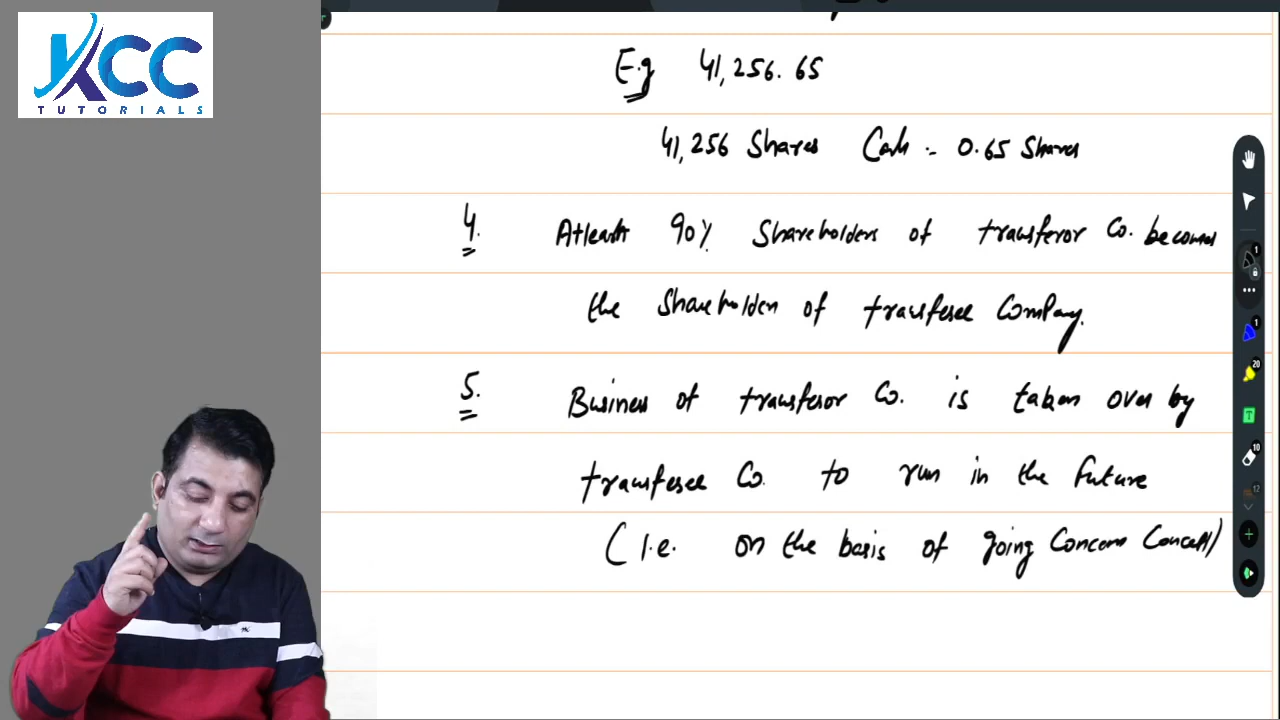 KCC
TUTORIALS
E.g 41,256.65
41,256 Shares Cash :- 0.65 Shares
4. Atleast 90% Shareholders of transferor Co. becomes
the Shareholders of transferee Company.
5. Business of transferor Co. is taken over by
transferee Co. to run in the future
( i.e. on the basis of going Concern Concept)